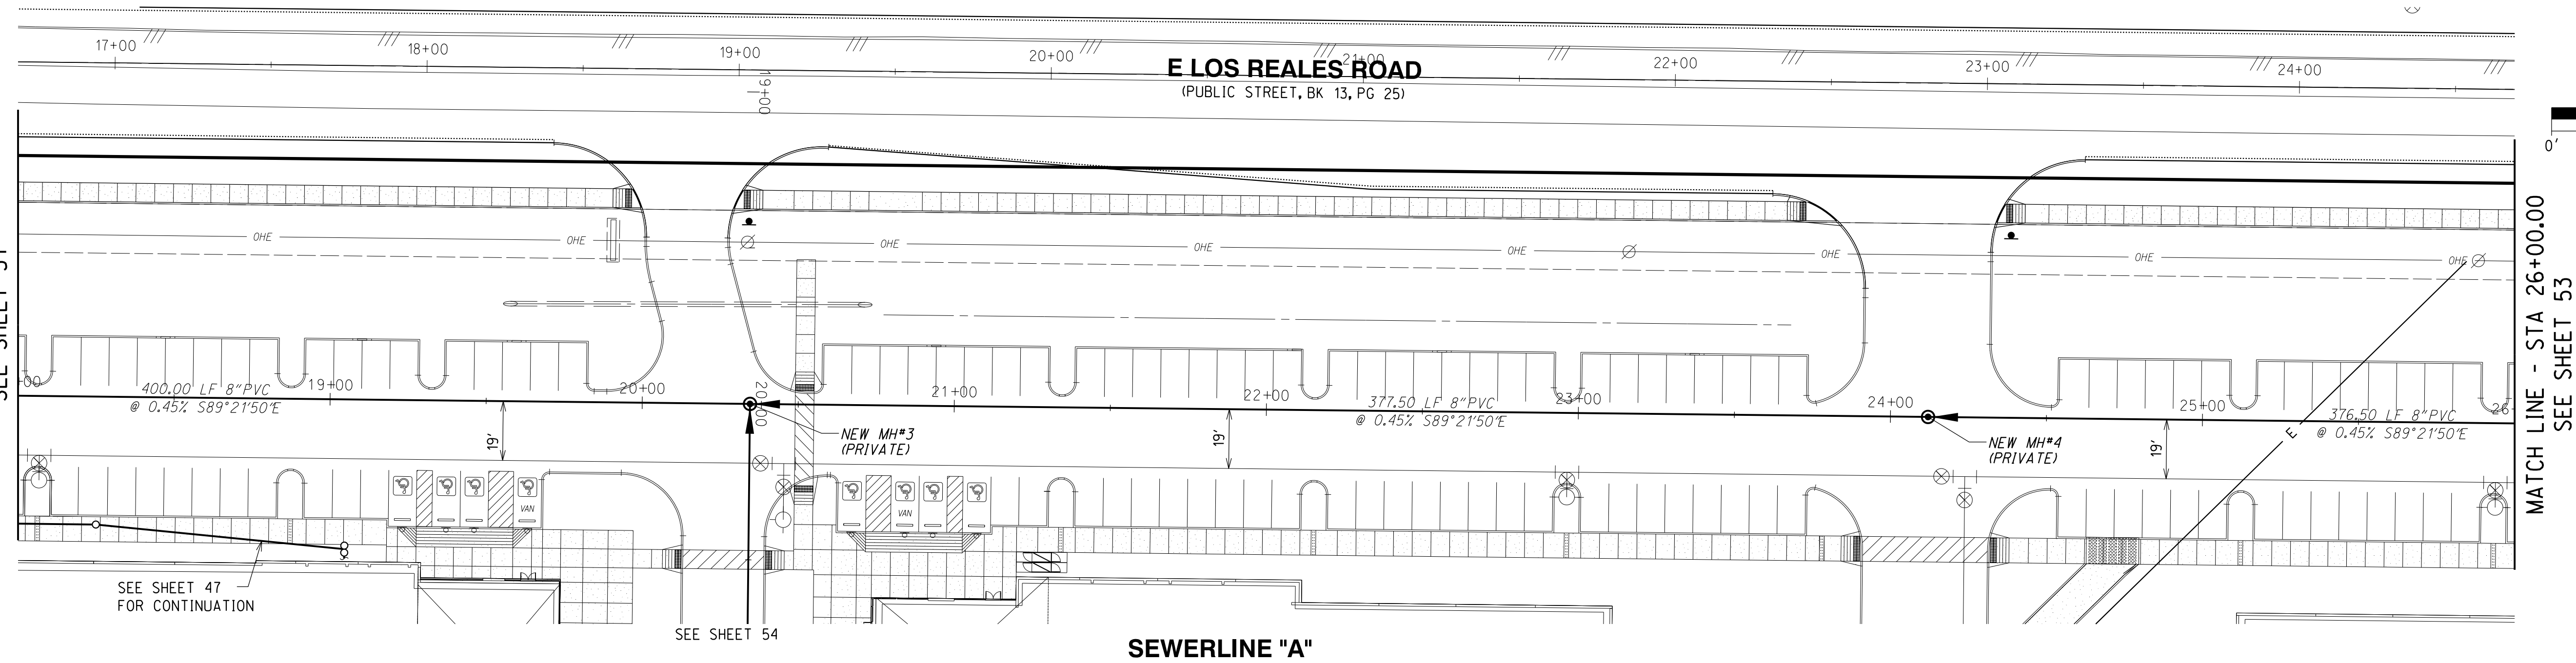 17+00
18+00
19+00
20+00
21+00
22+00
23+00
24+00
19+00
E LOS REALES ROAD
(PUBLIC STREET, BK 13, PG 25)
0'
OHE
OHE
OHE
OHE
OHE
OHE
OHE
OHE
MATCH LINE - STA 26+00.00
SEE SHEET 53
400.00 LF 8"PVC
@ 0.45% S89°21'50"E
19+00
20+00
20+00
21+00
22+00
23+00
24+00
25+00
377.50 LF 8"PVC
@ 0.45% S89°21'50"E
376.50 LF 8"PVC
@ 0.45% S89°21'50"E
19'
NEW MH#3
(PRIVATE)
19'
NEW MH#4
(PRIVATE)
19'
E
VAN
VAN
SEE SHEET 47
FOR CONTINUATION
SEE SHEET 54
SEWERLINE "A"